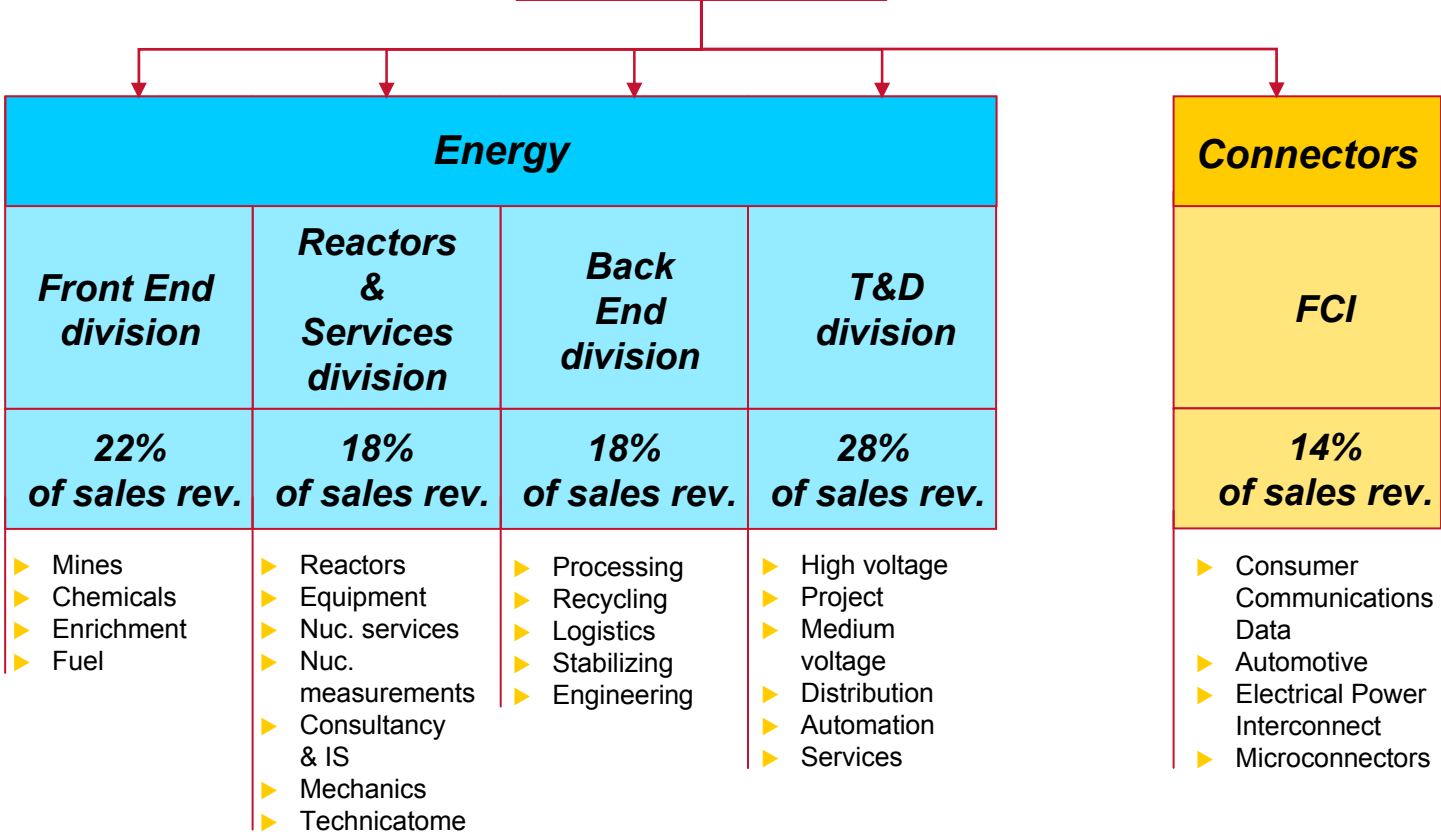 Energy
Connectors
Front End
division
Reactors
&
Services
division
Back
End
division
T&D
division
FCI
22%
of sales rev.
18%
of sales rev.
18%
of sales rev.
28%
of sales rev.
14%
of sales rev.
Mines
Chemicals
Enrichment
Fuel
Reactors
Equipment
Nuc. services
Nuc.
measurements
Consultancy
& IS
Mechanics
Technicatome
Processing
Recycling
Logistics
Stabilizing
Engineering
High voltage
Project
Medium
voltage
Distribution
Automation
Services
Consumer
Communications
Data
Automotive
Electrical Power
Interconnect
Microconnectors